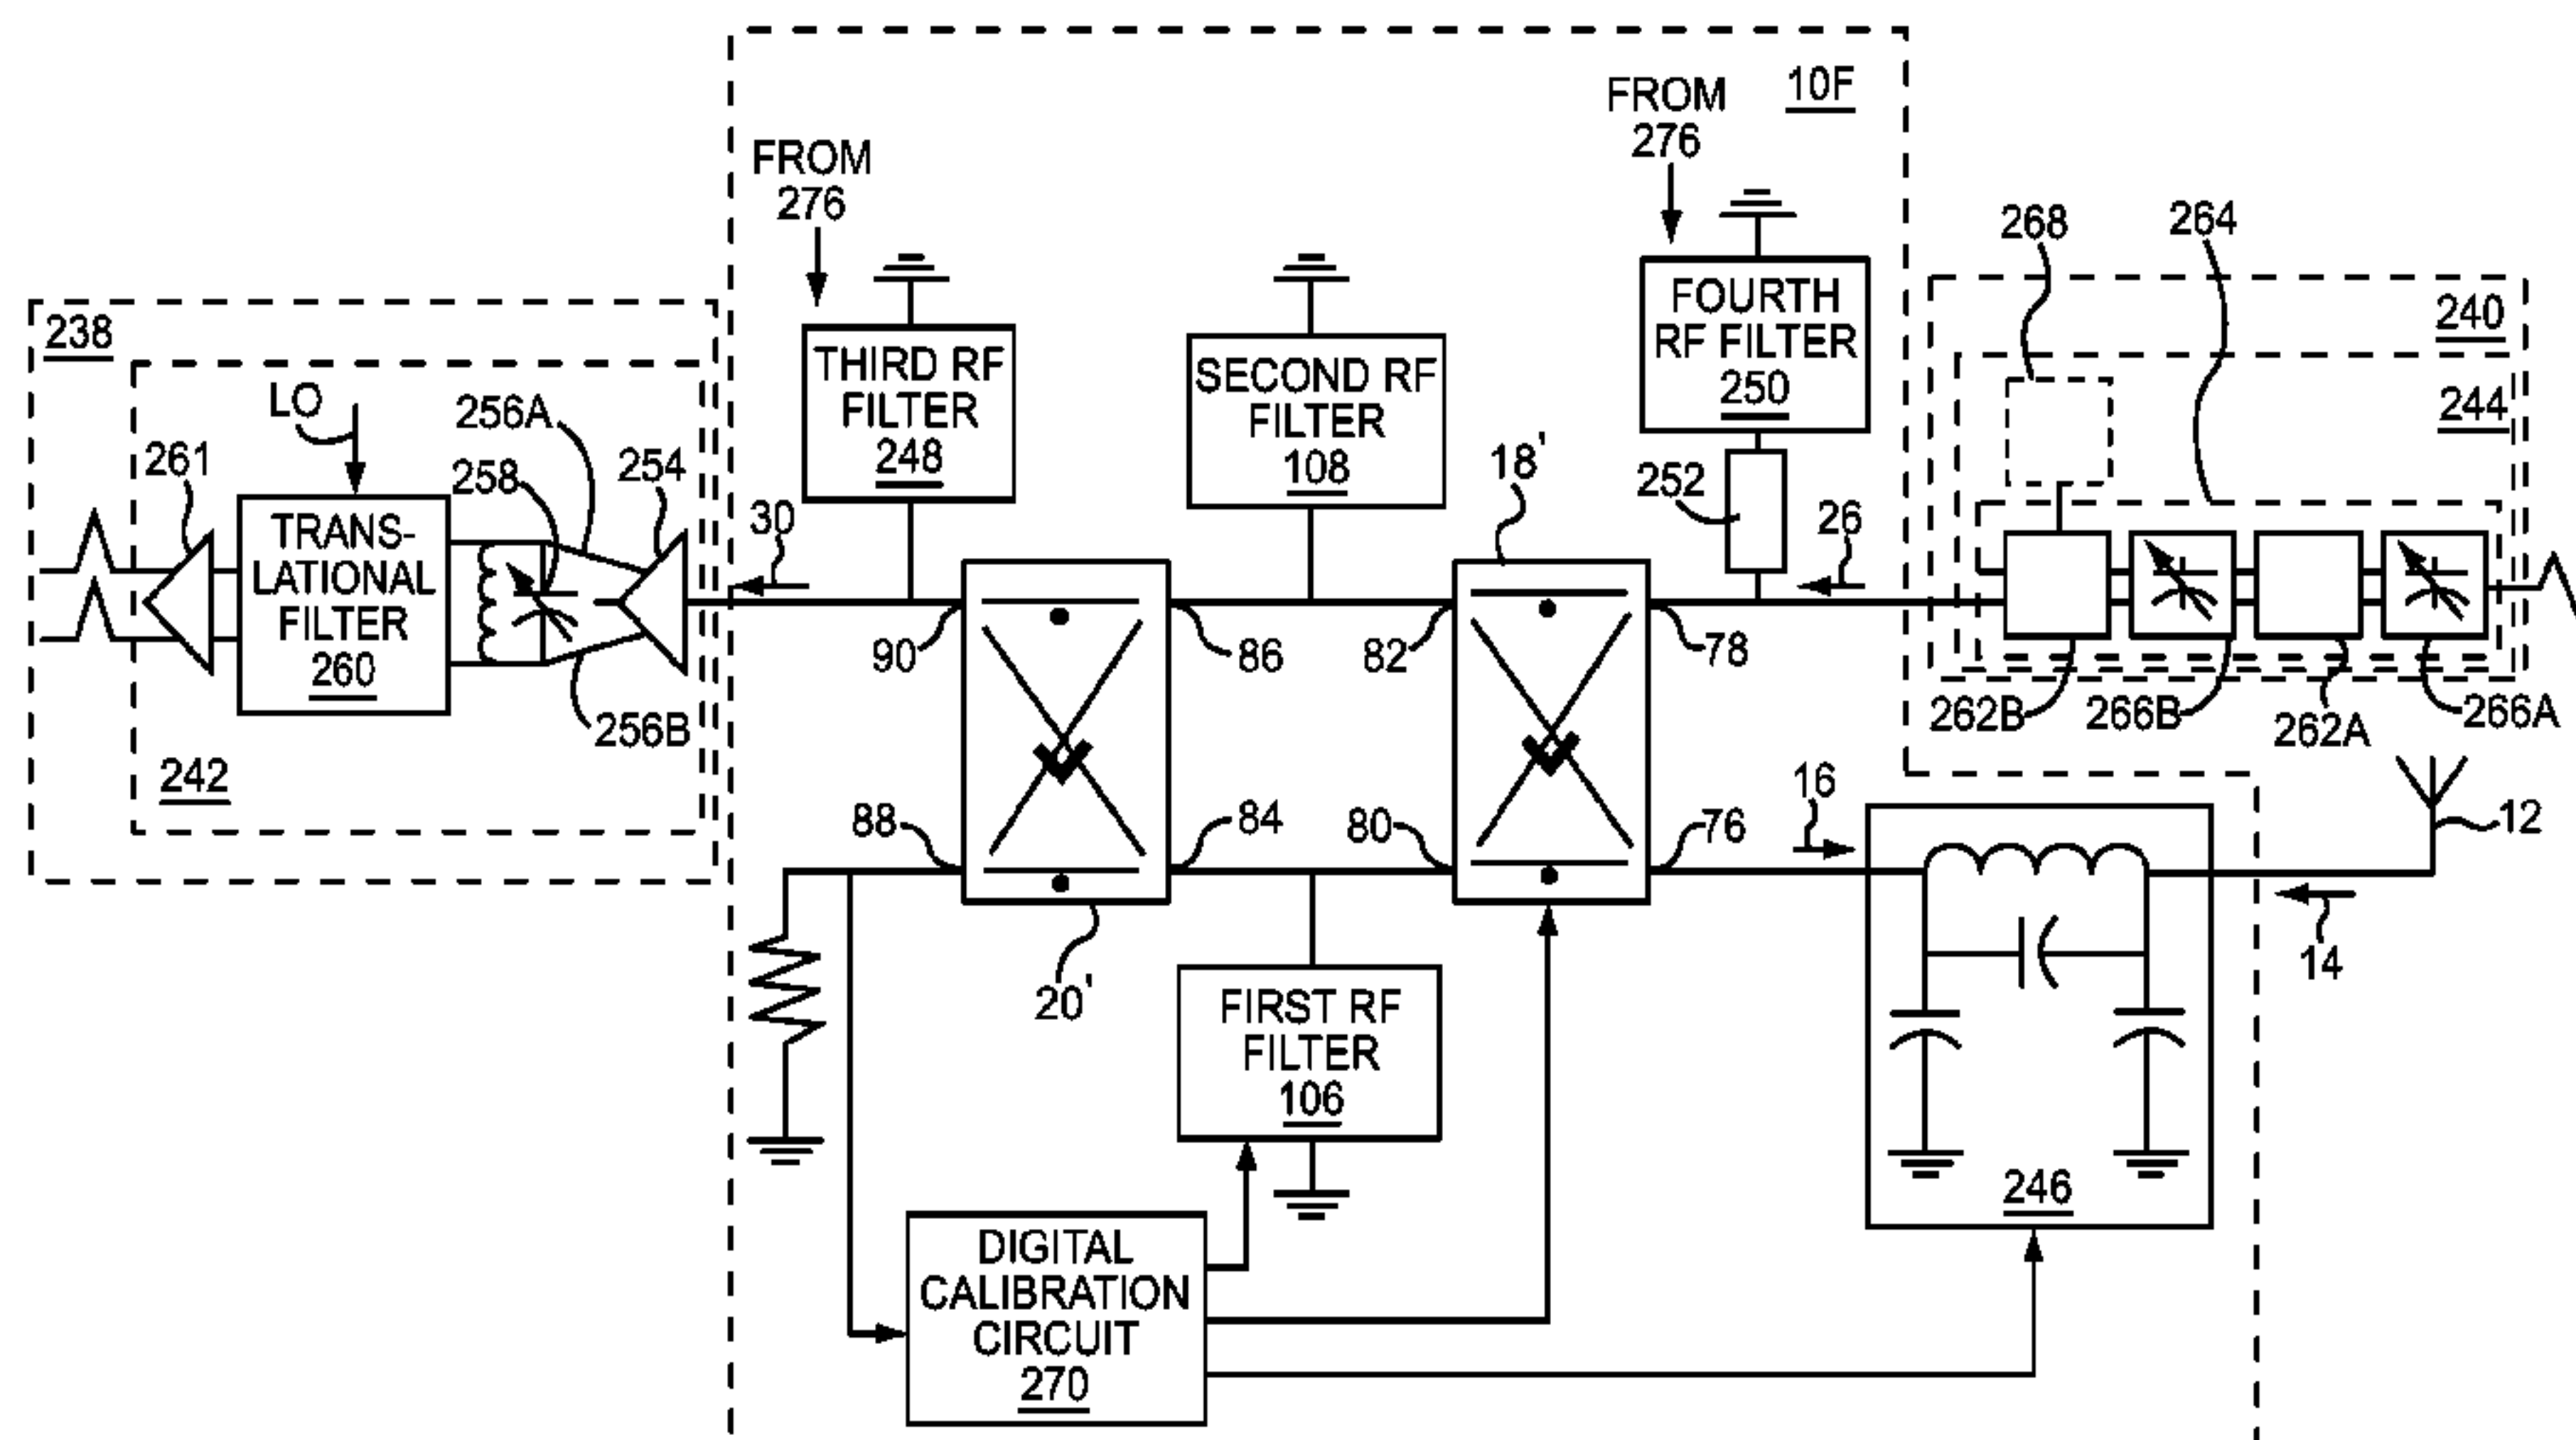 10F
FROM
276
FROM
276
268
264
238
240
244
THIRD RF
FILTER
248
SECOND RF
FILTER
108
FOURTH
RF FILTER
250
LO
256A
261
258
254
30
18'
252
26
TRANS-
LATIONAL
FILTER
260
90
86
82
78
262B
266B
262A
266A
256B
242
88
84
80
76
16
12
14
20'
FIRST RF
FILTER
106
246
DIGITAL
CALIBRATION
CIRCUIT
270